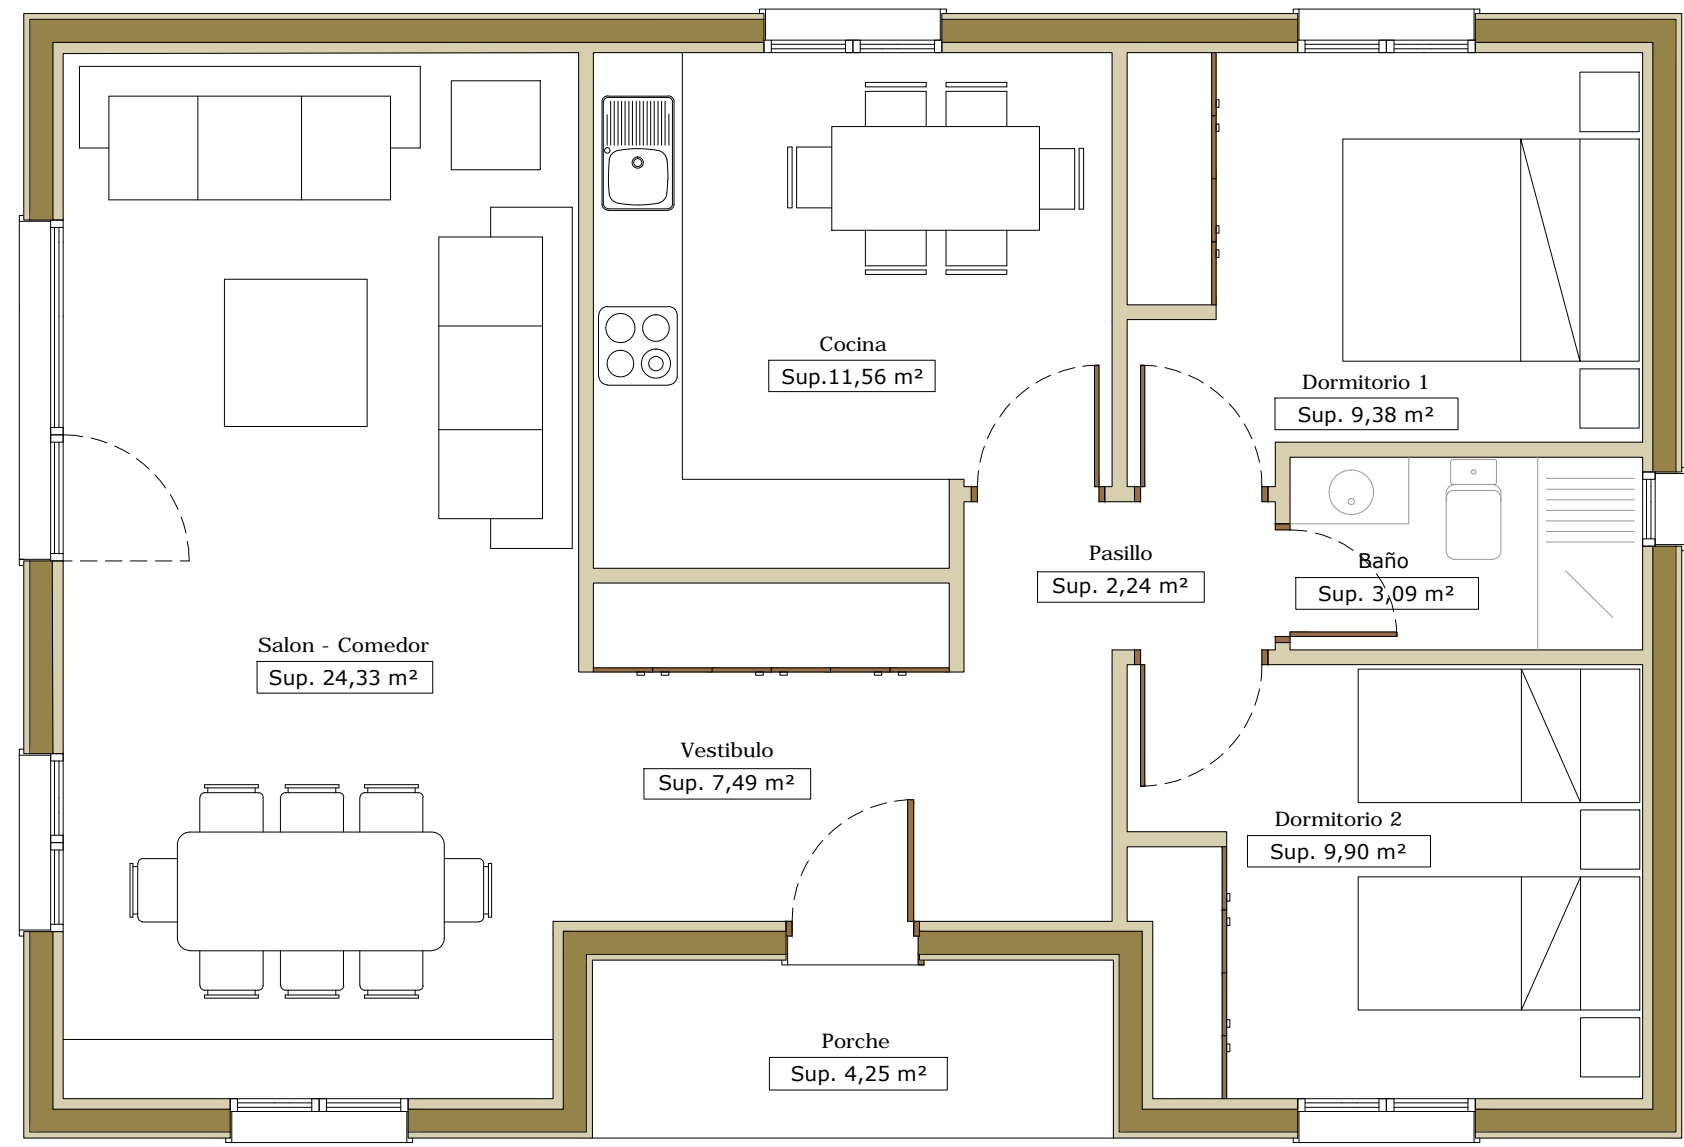 Cocina
Sup.11,56 m²
Dormitorio 1
Sup. 9,38 m²
Pasillo
Sup. 2,24 m²
Baño
Sup. 3,09 m²
Salon - Comedor
Sup. 24,33 m²
Vestibulo
Sup. 7,49 m²
Dormitorio 2
Sup. 9,90 m²
Porche
Sup. 4,25 m²